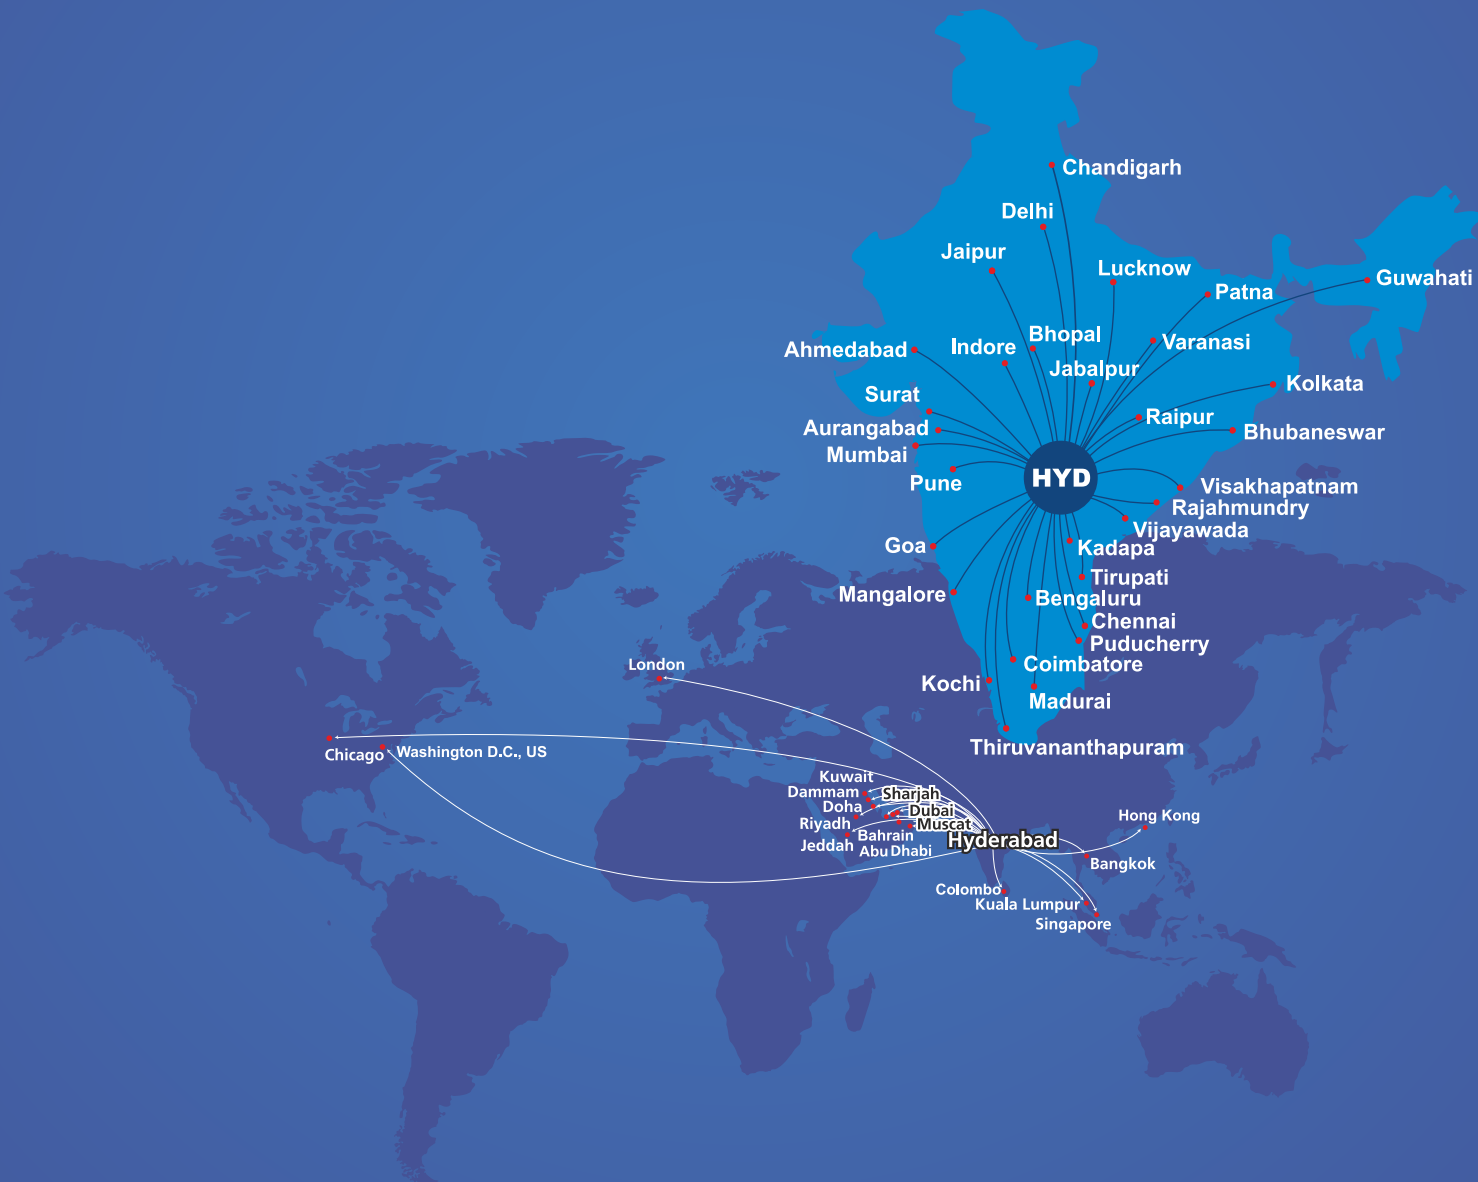 Chandigarh
Delhi
Jaipur
Lucknow
Guwahati
Patna
Bhopal
Varanasi
Indore
Ahmedabad
Jabalpur
Kolkata
Surat
Raipur
Aurangabad
Bhubaneswar
Mumbai
HYD
Pune
Visakhapatnam
Rajahmundry
Vijayawada
Goa
Kadapa
Tirupati
Mangalore
Bengaluru
Chennai
Puducherry
Coimbatore
Kochi
Madurai
Thiruvananthapuram
London
Chicago
Washington D.C., US
Kuwait
Dammam
Sharjah
Doha
Dubai
Riyadh
Muscat
Jeddah
Bahrain
Abu Dhabi
Hyderabad
Hong Kong
Bangkok
Colombo
Kuala Lumpur
Singapore